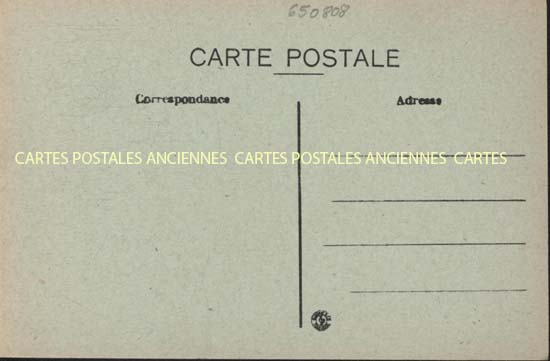 650808
CARTE POSTALE
Correspondance Adresse
CARTES POSTALES ANCIENNES CARTES POSTALES ANCIENNES CARTES